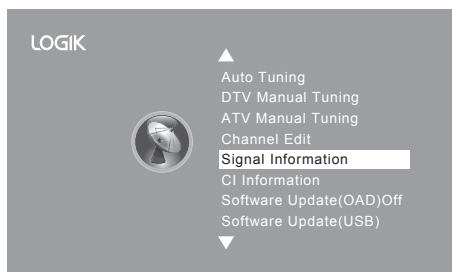 LOGIK
Auto Tuning
DTV Manual Tuning
ATV Manual Tuning
Channel Edit
Signal Information
CI Information
Software Update(OAD)Off
Software Update(USB)